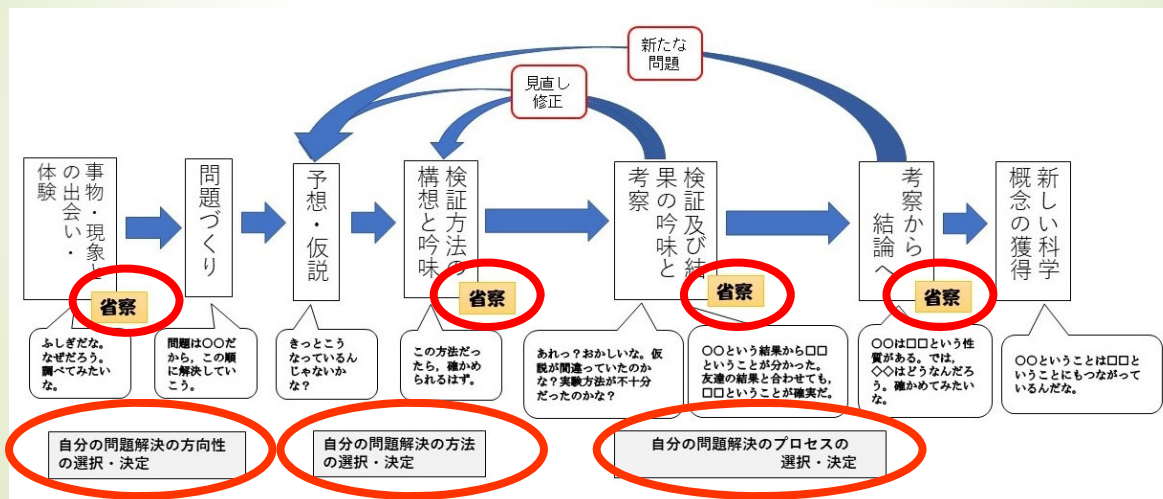 新たな
問題
見直し
修正
事物・現象と
の出会い・
体験
問題づくり
予想・仮説
検証方法の
構想と吟味
検証及び結
果の吟味と
考察
考察から
結論へ
新しい科学
概念の獲得
省察
省察
省察
省察
ふしぎだな。
なぜだろう。
調べてみたい
な。
問題は〇〇だ
から、この順
に解決してい
こう。
きっとこう
なっているん
じゃないか
な？
この方法だっ
たら、確かめ
られるはず。
あれっ？おかしいな。仮
説が間違っていたのか
な？実験方法が不十分
だったのかな？
〇〇という結果から□□
ということが分かった。
友達の結果と合わせても、
□□ということが確実だ。
〇〇は□□という性
質がある。では、
◇◇はどうなんだろ
う。確かめてみたい
な。
〇〇ということは□□と
いうことにもつながって
いるんだな。
自分の問題解決の方向性
の選択・決定
自分の問題解決の方法
の選択・決定
自分の問題解決のプロセスの
選択・決定